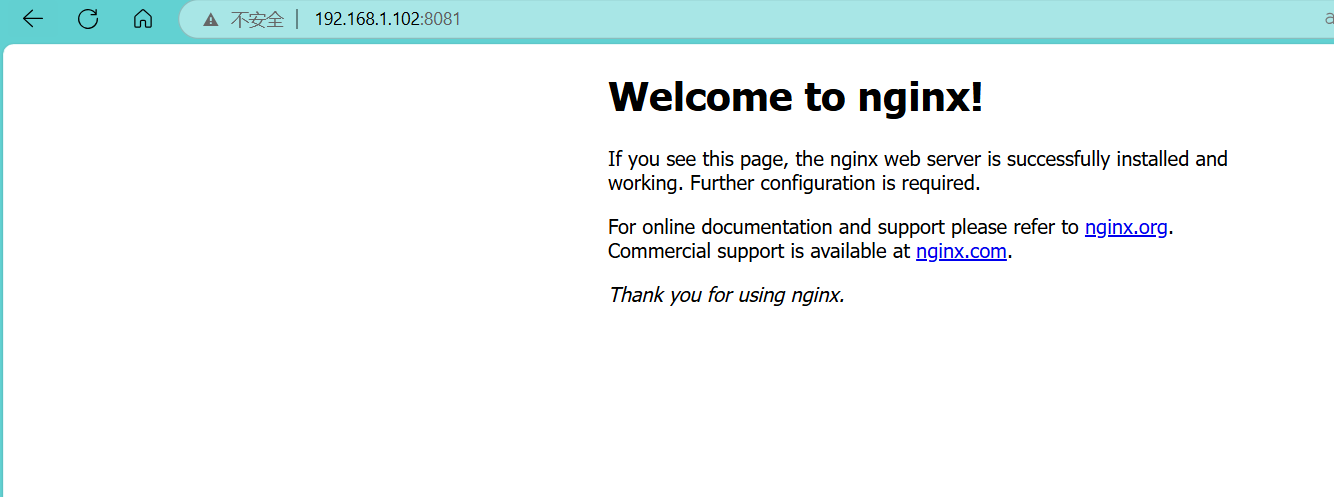 不安全 | 192.168.1.102:8081
Welcome to nginx!
If you see this page, the nginx web server is successfully installed and
working. Further configuration is required.
For online documentation and support please refer to nginx.org.
Commercial support is available at nginx.com.
Thank you for using nginx.